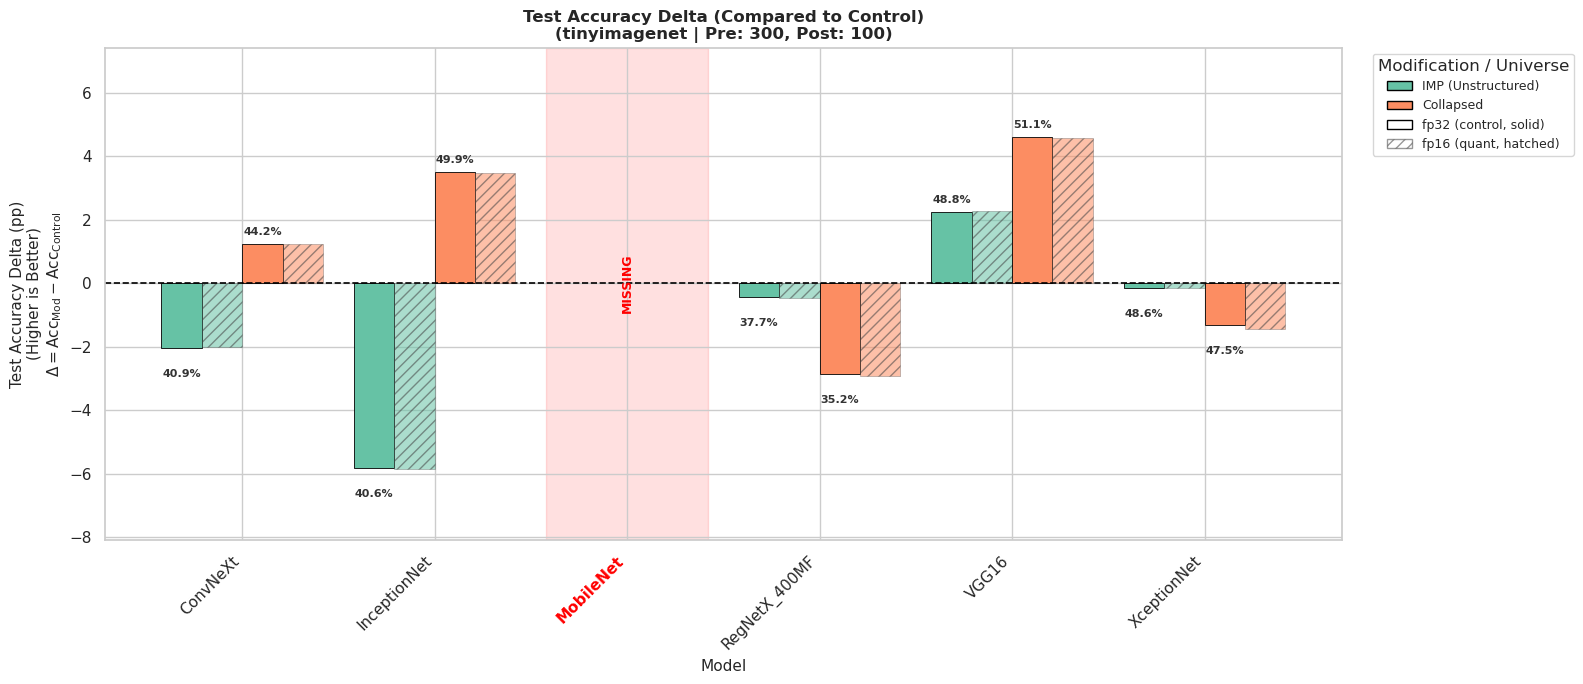 Test Accuracy Delta (Compared to Control)
(tinyimagenet | Pre: 300, Post: 100)
Test Accuracy Delta (pp)
(Higher is Better)
Δ = Acc_Mod − Acc_Control
6
4
2
0
−2
−4
−6
−8
40.9%
44.2%
40.6%
49.9%
MISSING
37.7%
35.2%
48.8%
51.1%
48.6%
47.5%
ConvNeXt
InceptionNet
MobileNet
RegNetX_400MF
VGG16
XceptionNet
Model
Modification / Universe
IMP (Unstructured)
Collapsed
fp32 (control, solid)
fp16 (quant, hatched)